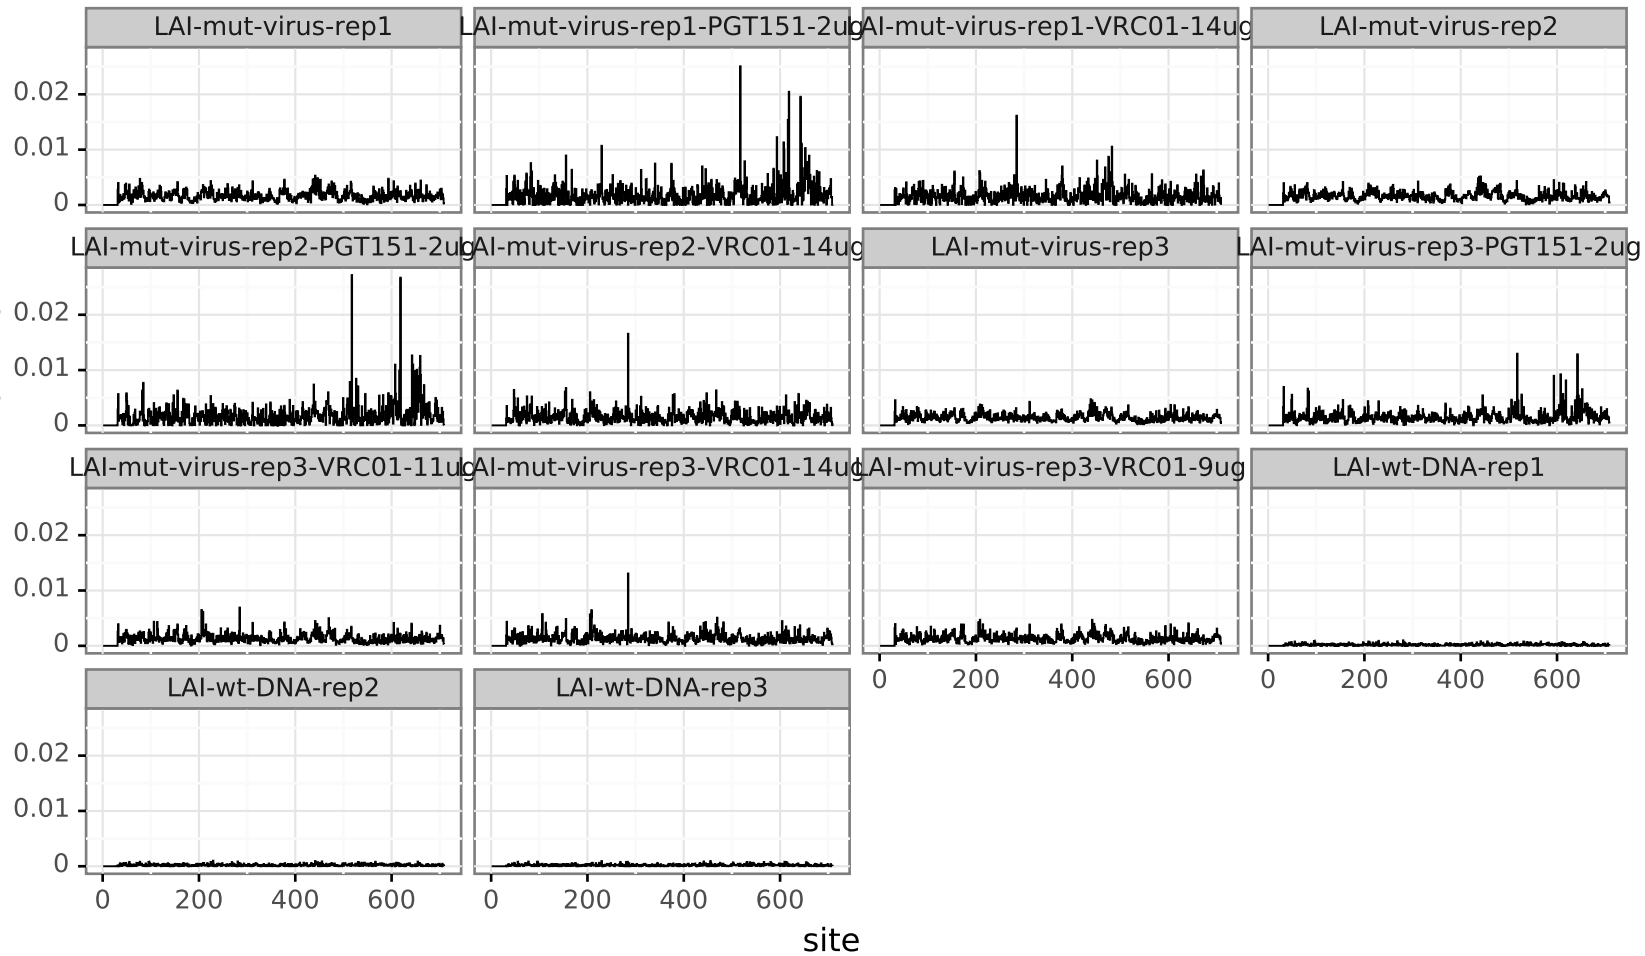 LAI-mut-virus-rep1 LAI-mut-virus-rep1-PGT151-2ug LAI-mut-virus-rep1-VRC01-14ug LAI-mut-virus-rep2
0.02
0.01
0
LAI-mut-virus-rep2-PGT151-2ug LAI-mut-virus-rep2-VRC01-14ug LAI-mut-virus-rep3 LAI-mut-virus-rep3-PGT151-2ug
0.02
0.01
0
LAI-mut-virus-rep3-VRC01-11ug LAI-mut-virus-rep3-VRC01-14ug LAI-mut-virus-rep3-VRC01-9ug LAI-wt-DNA-rep1
0.02
0.01
0
0 200 400 600 0 200 400 600
LAI-wt-DNA-rep2 LAI-wt-DNA-rep3
0.02
0.01
0
0 200 400 600 0 200 400 600
site